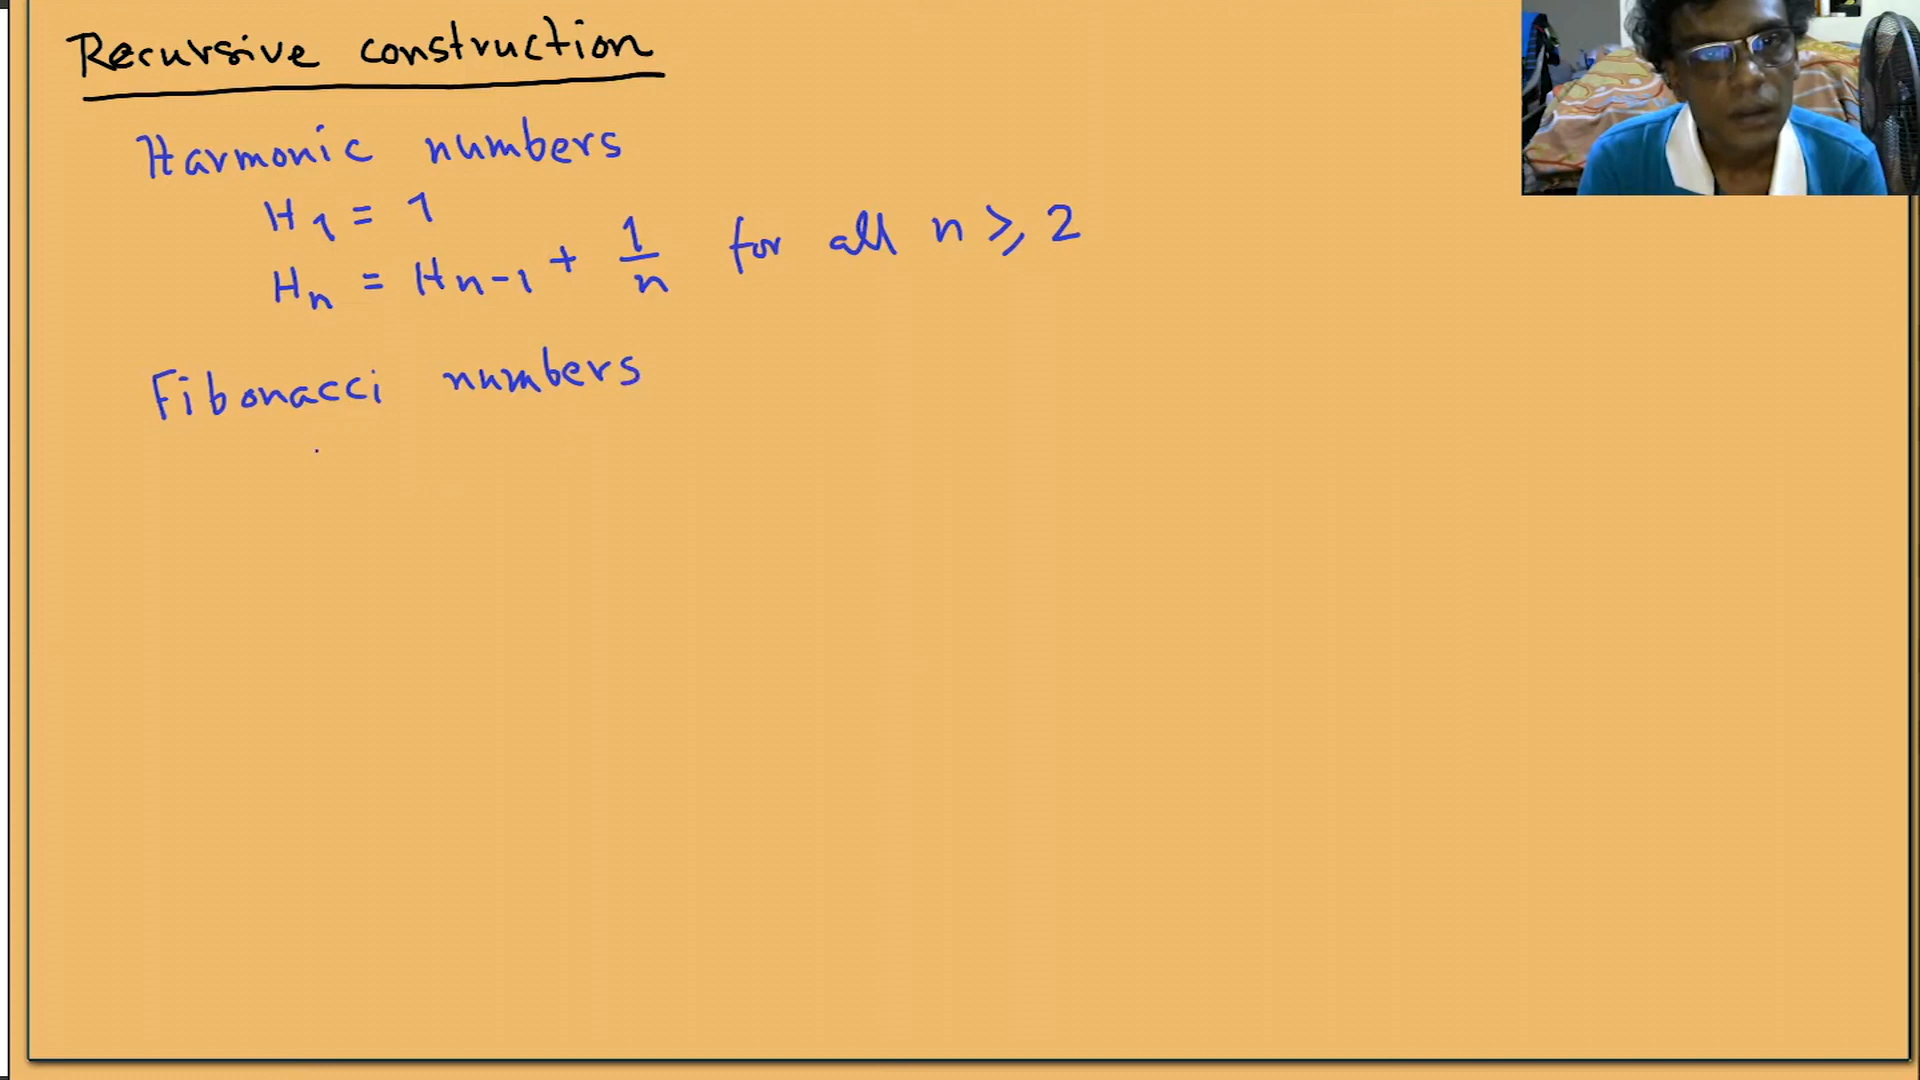 Recursive construction
Harmonic numbers
H₁ = 1
Hₙ = Hₙ₋₁ + 1/n for all n ≥ 2
Fibonacci numbers